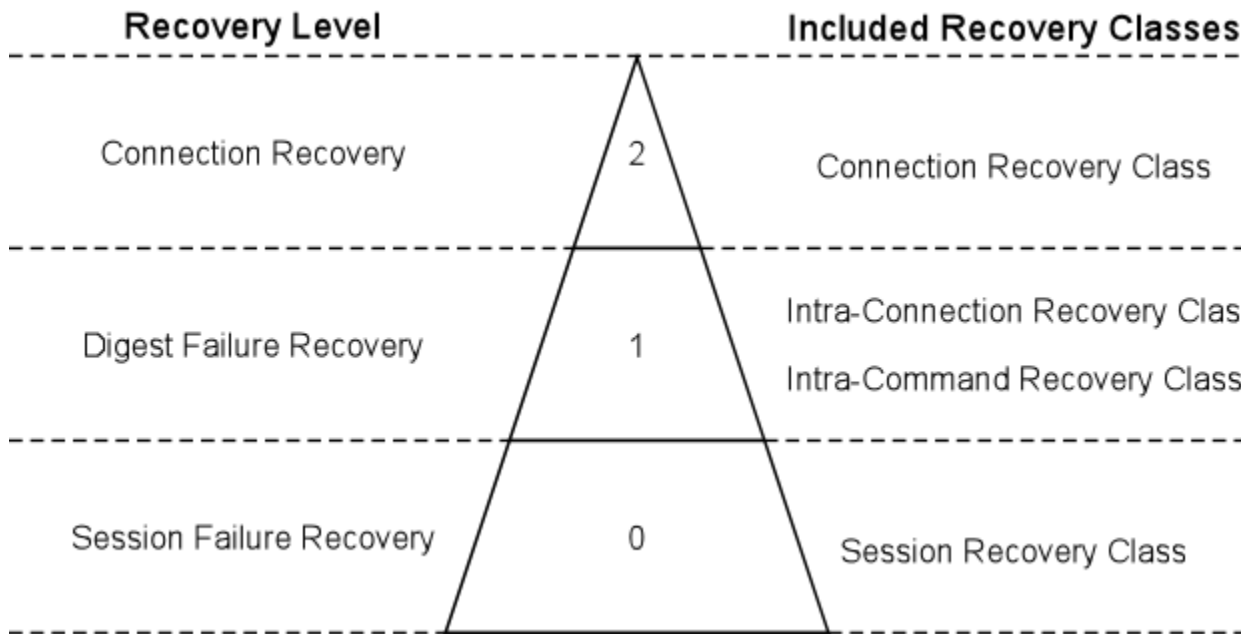 Recovery Level
Included Recovery Classes
Connection Recovery
2
Connection Recovery Class
Intra-Connection Recovery Clas
Digest Failure Recovery
1
Intra-Command Recovery Class
Session Failure Recovery
0
Session Recovery Class